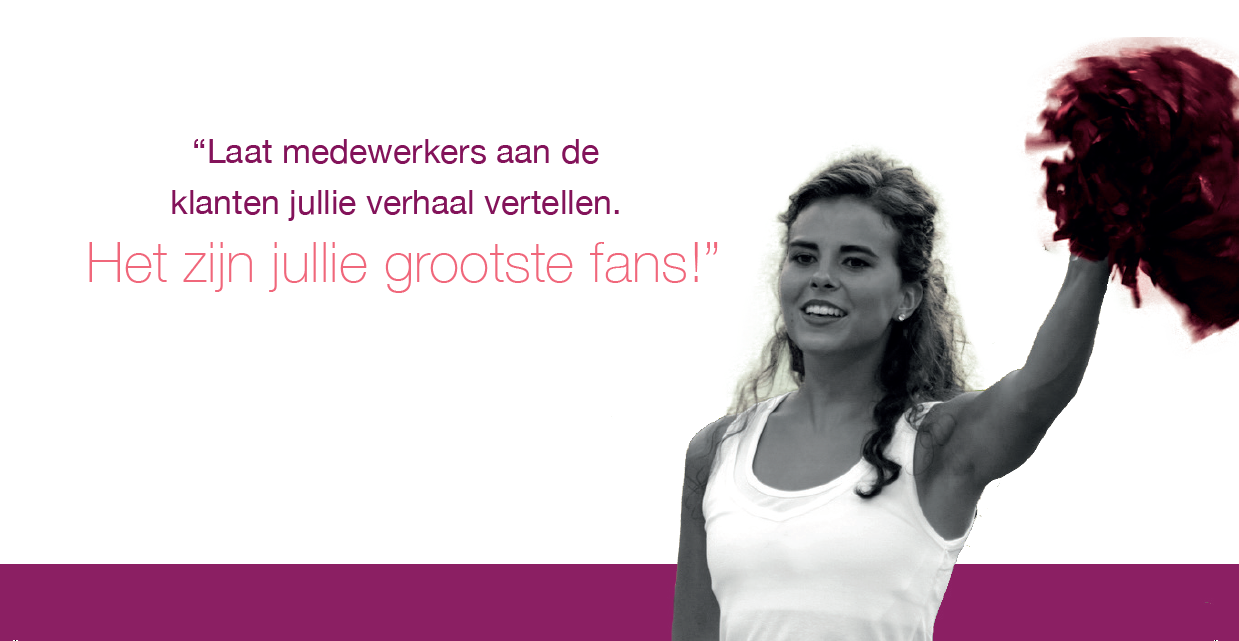 “Laat medewerkers aan de
klanten jullie verhaal vertellen.
Het zijn jullie grootste fans!”